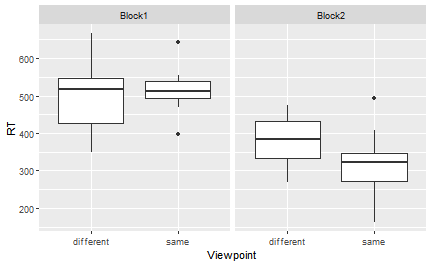 Block1 Block2
RT
600
500
400
300
200
different same different same
Viewpoint